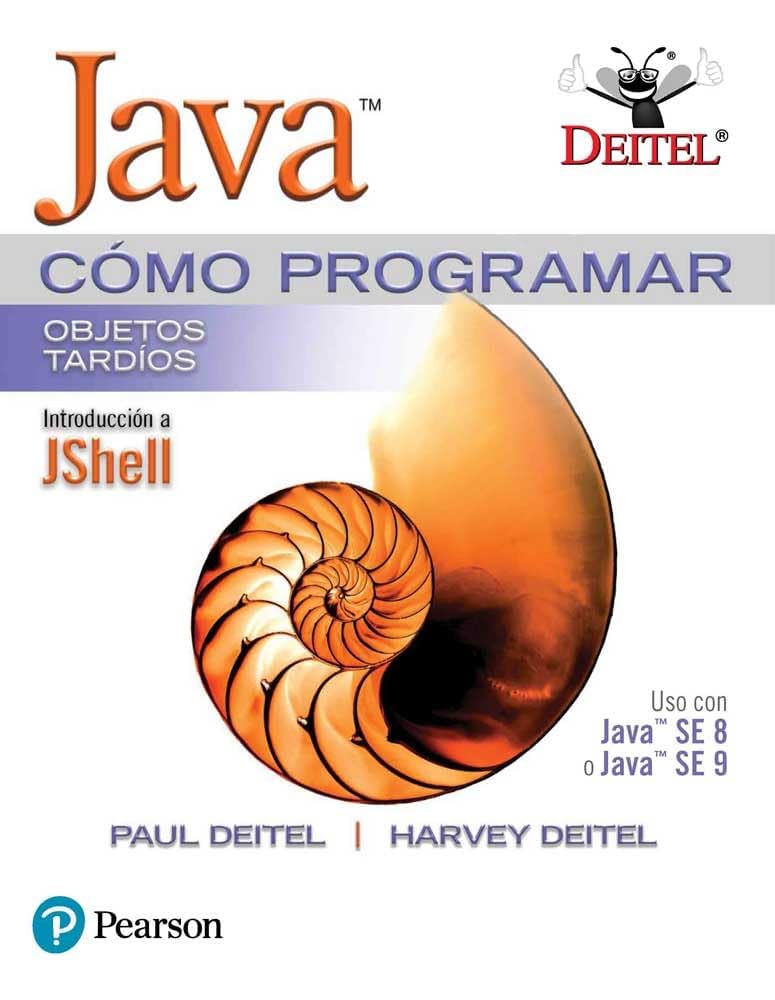 Java™
DEITEL®
CÓMO PROGRAMAR
OBJETOS
TARDÍOS
Introducción a
JShell
Uso con
Java™ SE 8
o Java™ SE 9
PAUL DEITEL | HARVEY DEITEL
P Pearson